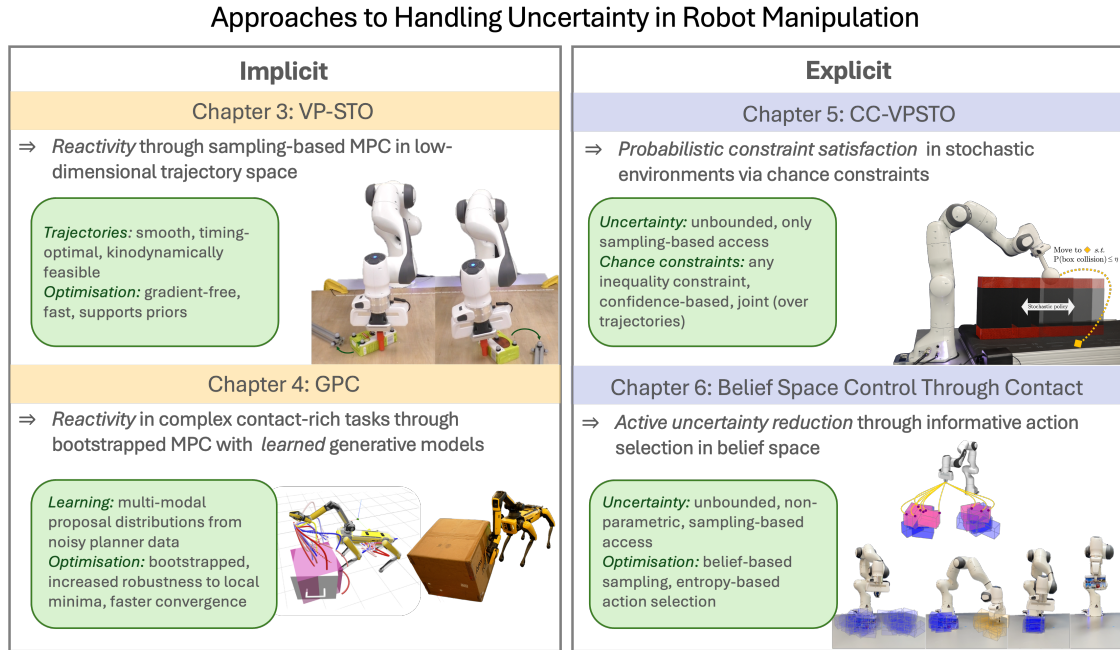 Approaches to Handling Uncertainty in Robot Manipulation
Implicit
Chapter 3: VP-STO
⇒ Reactivity through sampling-based MPC in low-
dimensional trajectory space
Trajectories: smooth, timing-
optimal, kinodynamically
feasible
Optimisation: gradient-free,
fast, supports priors
Chapter 4: GPC
⇒ Reactivity in complex contact-rich tasks through
bootstrapped MPC with learned generative models
Learning: multi-modal
proposal distributions from
noisy planner data
Optimisation: bootstrapped,
increased robustness to local
minima, faster convergence
Explicit
Chapter 5: CC-VPSTO
⇒ Probabilistic constraint satisfaction in stochastic
environments via chance constraints
Uncertainty: unbounded, only
sampling-based access
Chance constraints: any
inequality constraint,
confidence-based, joint (over
trajectories)
Move to ◆ s.t.
P(box collision) ≤ η
Stochastic policy
Chapter 6: Belief Space Control Through Contact
⇒ Active uncertainty reduction through informative action
selection in belief space
Uncertainty: unbounded, non-
parametric, sampling-based
access
Optimisation: belief-based
sampling, entropy-based
action selection